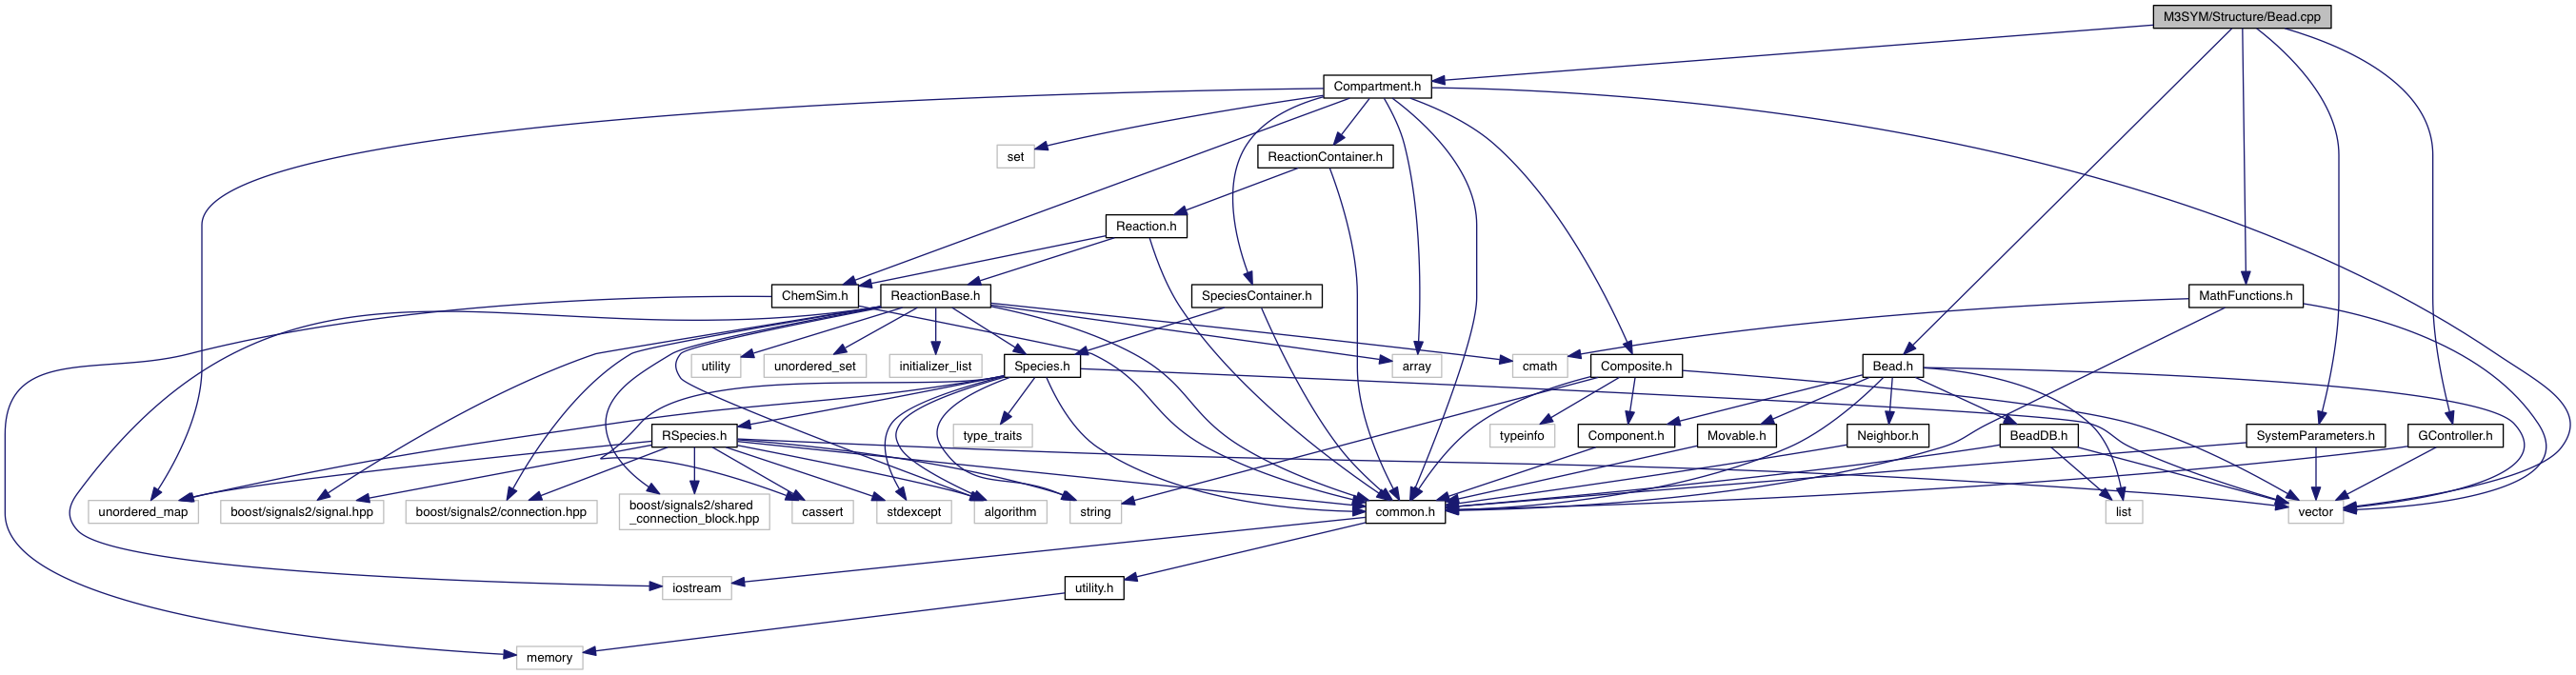 M3SYM/Structure/Bead.cpp
Compartment.h
set
ReactionContainer.h
Reaction.h
ChemSim.h
ReactionBase.h
SpeciesContainer.h
MathFunctions.h
utility
unordered_set
initializer_list
Species.h
array
cmath
Composite.h
Bead.h
type_traits
RSpecies.h
typeinfo
Component.h
Movable.h
Neighbor.h
BeadDB.h
SystemParameters.h
GController.h
unordered_map
boost/signals2/signal.hpp
boost/signals2/connection.hpp
boost/signals2/shared
_connection_block.hpp
cassert
stdexcept
algorithm
string
common.h
list
vector
iostream
utility.h
memory